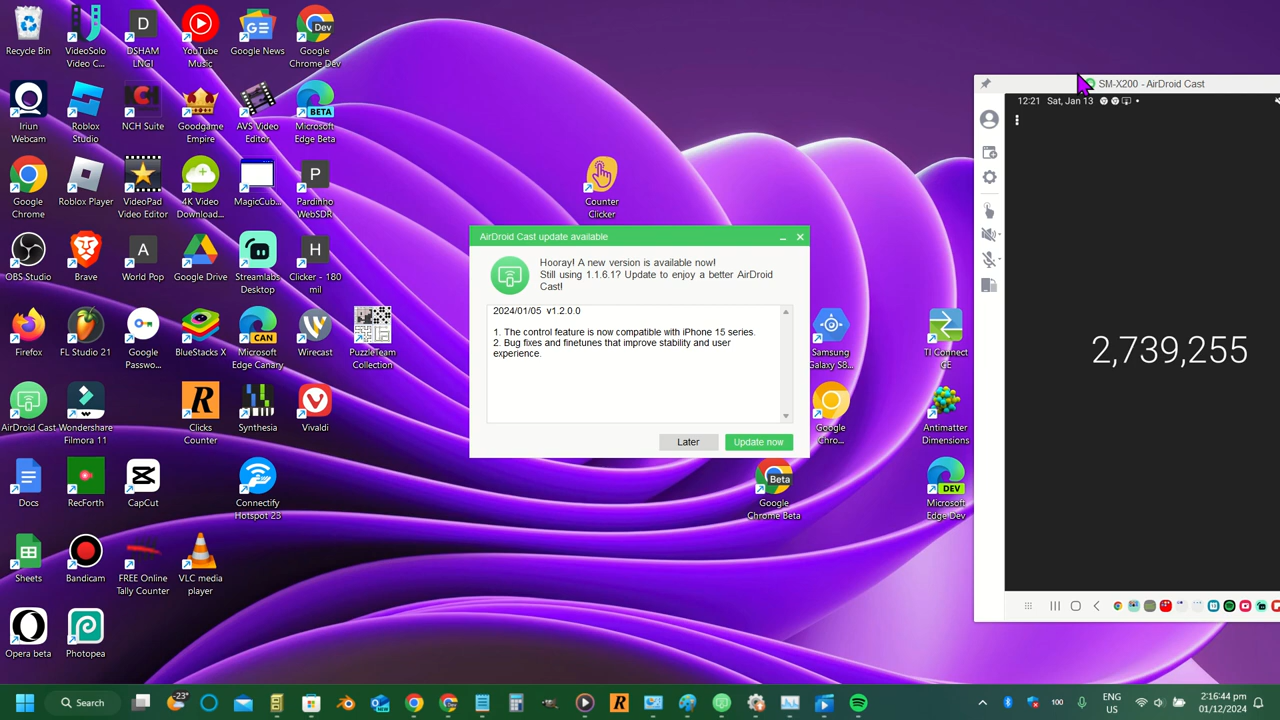 Recycle Bin
VideoSolo
Video C...
DSHAM
LNGI
YouTube
Music
Google News
Google
Chrome Dev
Iriun
Webcam
Roblox
Studio
NCH Suite
Goodgame
Empire
AVS Video
Editor
BETA
Microsoft
Edge Beta
Google
Chrome
Roblox Player
VideoPad
Video Editor
4K Video
Download...
MagicCub...
Pardinho
WebSDR
Counter
Clicker
OBS Studio
Brave
World Pop
Google Drive
Streamlabs
Desktop
Clicker - 180
mil
Firefox
FL Studio 21
Google
Passwo...
BlueStacks X
CAN
Microsoft
Edge Canary
Wirecast
PuzzleTeam
Collection
AirDroid Cast
Wondershare
Filmora 11
Clicks
Counter
Synthesia
Vivaldi
Docs
RecForth
CapCut
Connectify
Hotspot 23
Sheets
Bandicam
FREE Online
Tally Counter
VLC media
player
Opera beta
Photopea
AirDroid Cast update available
Hooray! A new version is available now!
Still using 1.1.6.1? Update to enjoy a better AirDroid
Cast!
2024/01/05 v1.2.0.0
1. The control feature is now compatible with iPhone 15 series.
2. Bug fixes and finetunes that improve stability and user
experience.
Later
Update now
Samsung
Galaxy S8...
TI Connect
CE
Google
Chro...
Antimatter
Dimensions
Beta
Google
Chrome Beta
DEV
Microsoft
Edge Dev
SM-X200 - AirDroid Cast
12:21 Sat, Jan 13
2,739,255
Search
-23°
100
ENG
US
2:16:44 pm
01/12/2024